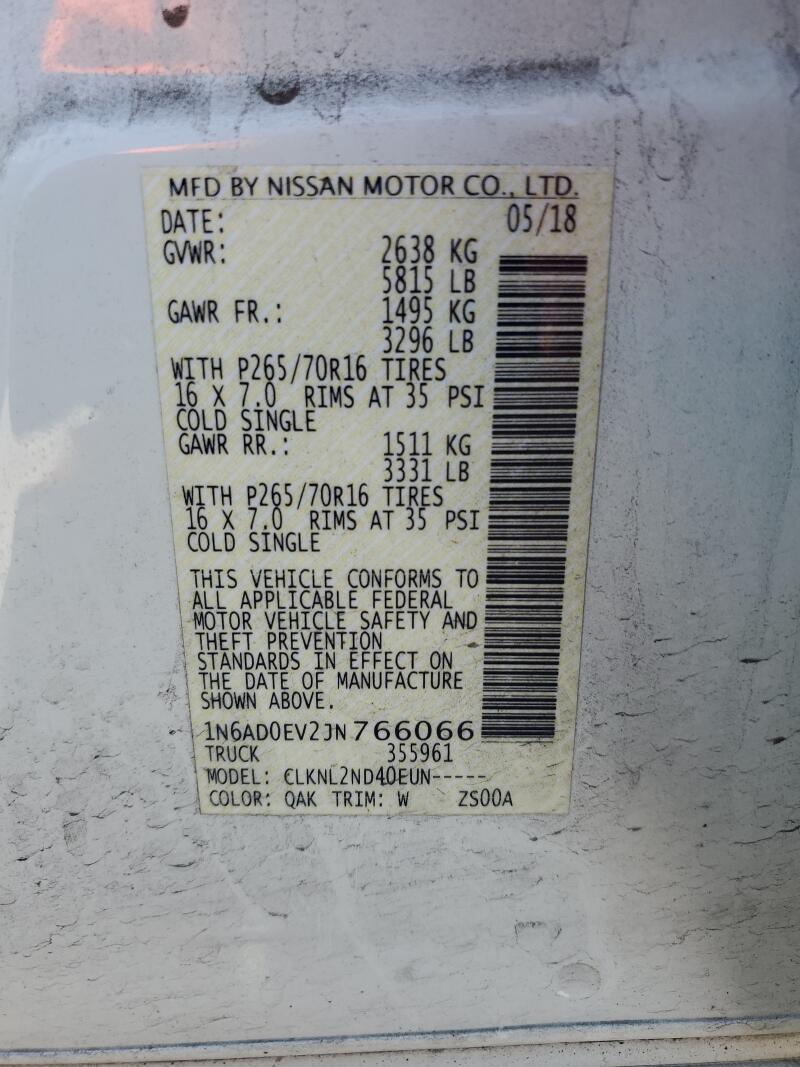 MFD BY NISSAN MOTOR CO., LTD.
DATE: 05/18
GVWR: 2638 KG
5815 LB
GAWR FR.: 1495 KG
3296 LB
WITH P265/70R16 TIRES
16 X 7.0 RIMS AT 35 PSI
COLD SINGLE
GAWR RR.: 1511 KG
3331 LB
WITH P265/70R16 TIRES
16 X 7.0 RIMS AT 35 PSI
COLD SINGLE
THIS VEHICLE CONFORMS TO
ALL APPLICABLE FEDERAL
MOTOR VEHICLE SAFETY AND
THEFT PREVENTION
STANDARDS IN EFFECT ON
THE DATE OF MANUFACTURE
SHOWN ABOVE.
1N6AD0EV2JN766066
TRUCK 355961
MODEL: CLKNL2ND40EUN-----
COLOR: QAK TRIM: W ZS00A